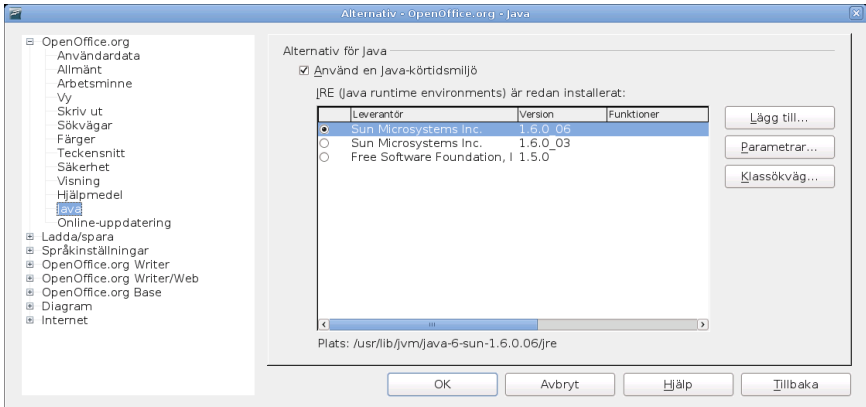 Alternativ - OpenOffice.org - Java
OpenOffice.org
Användardata
Allmänt
Arbetsminne
Vy
Skriv ut
Sökvägar
Färger
Teckensnitt
Säkerhet
Visning
Hjälpmedel
Java
Online-uppdatering
Ladda/spara
Språkinställningar
OpenOffice.org Writer
OpenOffice.org Writer/Web
OpenOffice.org Base
Diagram
Internet
Alternativ för Java
Använd en Java-körtidsmiljö
JRE (Java runtime environments) är redan installerat:
Leverantör Version Funktioner
Sun Microsystems Inc. 1.6.0_06
Sun Microsystems Inc. 1.6.0_03
Free Software Foundation, I 1.5.0
Lägg till...
Parametrar...
Klassökväg...
Plats: /usr/lib/jvm/java-6-sun-1.6.0.06/jre
OK Avbryt Hjälp Tillbaka